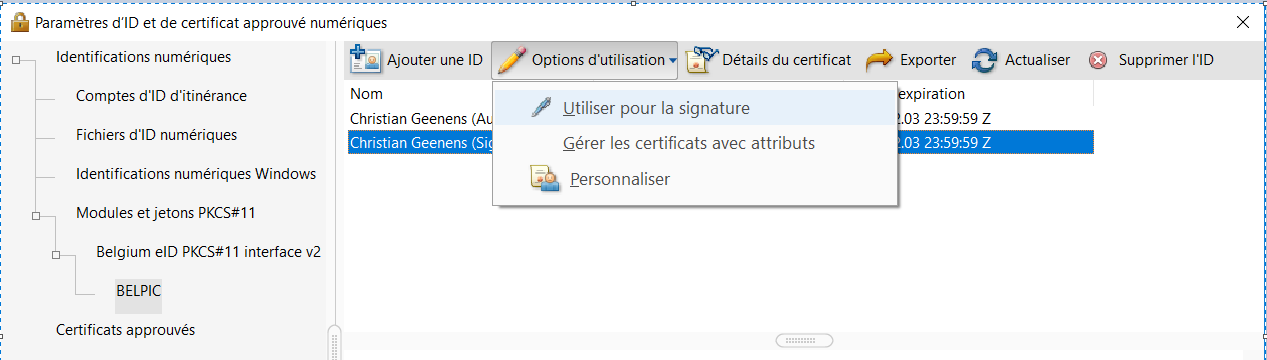 Paramètres d'ID et de certificat approuvé numériques
Identifications numériques
Comptes d'ID d'itinérance
Fichiers d'ID numériques
Identifications numériques Windows
Modules et jetons PKCS#11
Belgium eID PKCS#11 interface v2
BELPIC
Certificats approuvés
Ajouter une ID Options d'utilisation Détails du certificat Exporter Actualiser Supprimer l'ID
Nom expiration
Christian Geenens (Au 2.03 23:59:59 Z
Christian Geenens (Sig 2.03 23:59:59 Z
Utiliser pour la signature
Gérer les certificats avec attributs
Personnaliser